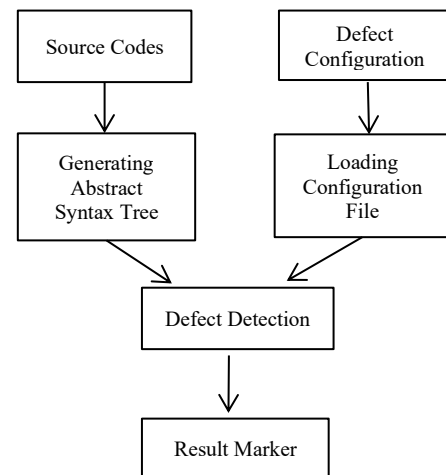 Source Codes
Defect
Configuration
Generating
Abstract
Syntax Tree
Loading
Configuration
File
Defect Detection
Result Marker